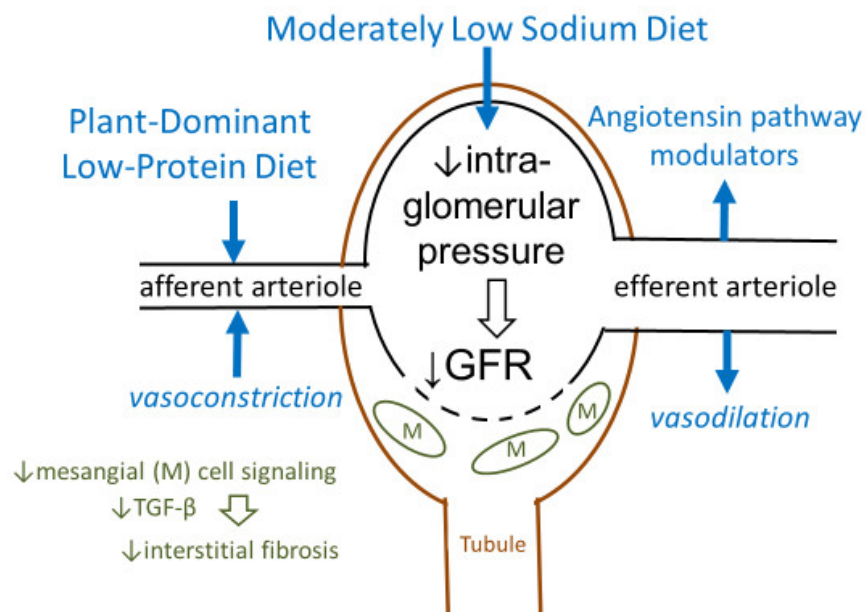 Moderately Low Sodium Diet
Plant-Dominant
Low-Protein Diet
Angiotensin pathway
modulators
↓intra-
glomerular
pressure
afferent arteriole
efferent arteriole
↓GFR
vasoconstriction
vasodilation
M
M
M
↓mesangial (M) cell signaling
↓TGF-β
↓interstitial fibrosis
Tubule